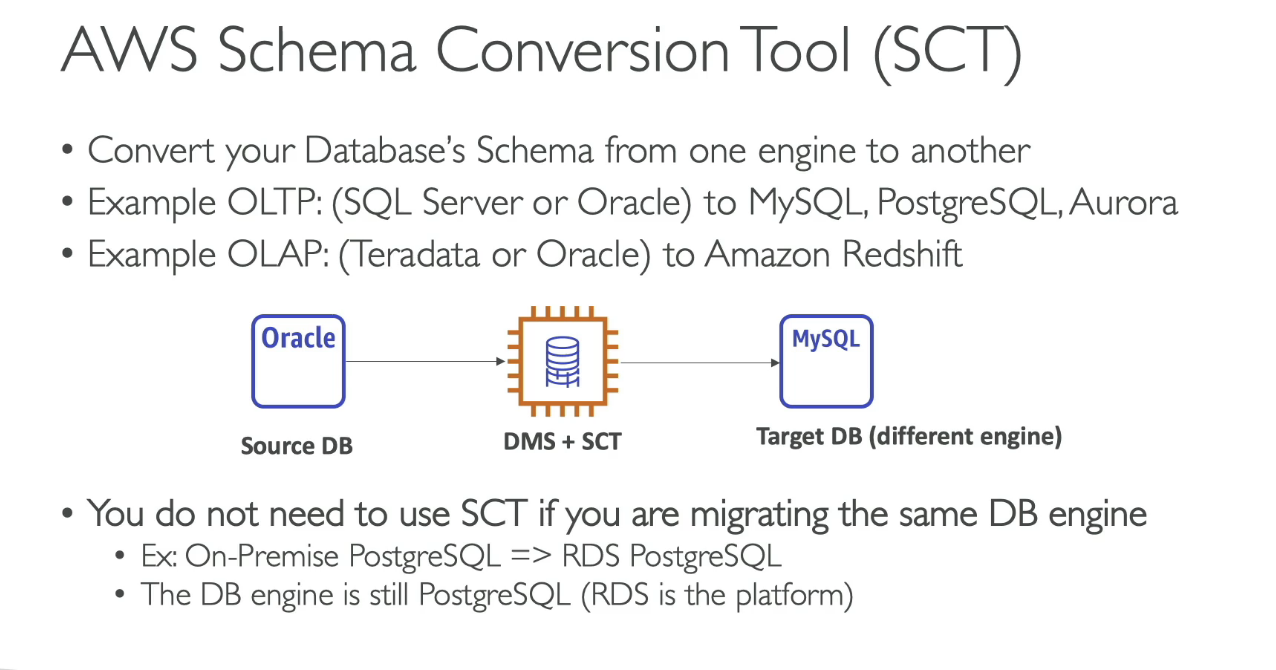 AWS Schema Conversion Tool (SCT)
• Convert your Database's Schema from one engine to another
• Example OLTP: (SQL Server or Oracle) to MySQL, PostgreSQL, Aurora
• Example OLAP: (Teradata or Oracle) to Amazon Redshift
Oracle
MySQL
Source DB
DMS + SCT
Target DB (different engine)
• You do not need to use SCT if you are migrating the same DB engine
• Ex: On-Premise PostgreSQL => RDS PostgreSQL
• The DB engine is still PostgreSQL (RDS is the platform)